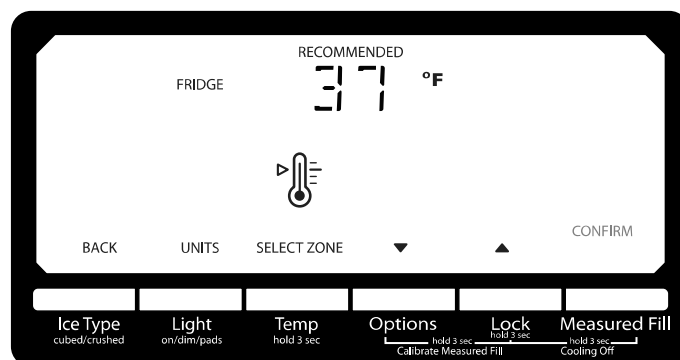 RECOMMENDED
FRIDGE 37 °F
BACK UNITS SELECT ZONE CONFIRM
Ice Type Light Temp Options Lock Measured Fill
cubed/crushed on/dim/pads hold 3 sec hold 3 sec hold 3 sec hold 3 sec
Calibrate Measured Fill Cooling Off